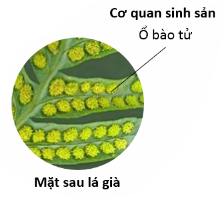 Cơ quan sinh sản
Ổ bào tử
Mặt sau lá già